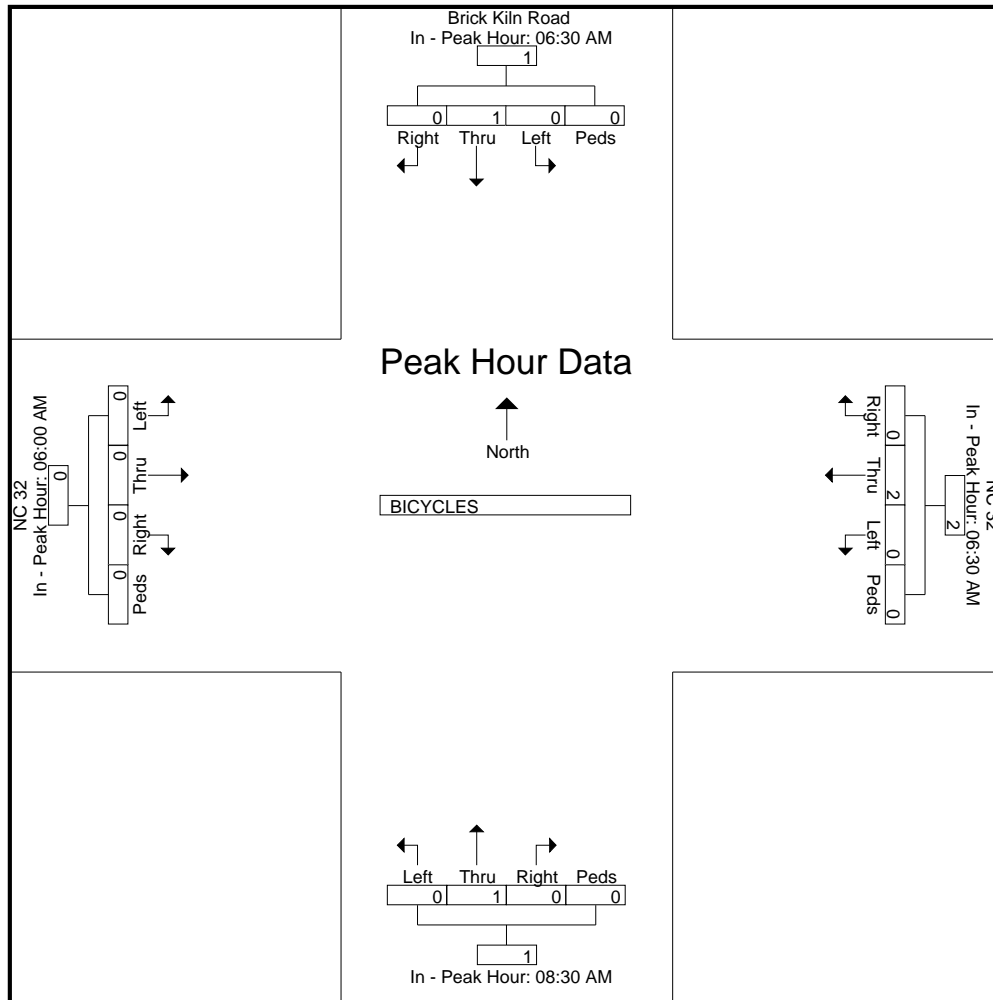 Brick Kiln Road
In - Peak Hour: 06:30 AM
1
0 1 0 0
Right Thru Left Peds
Peak Hour Data
North
BICYCLES
NC 32
In - Peak Hour: 06:00 AM
0
0 0 0 0
Left Thru Right Peds
NC 32
In - Peak Hour: 06:30 AM
2
0 2 0 0
Right Thru Left Peds
Left Thru Right Peds
0 1 0 0
1
In - Peak Hour: 08:30 AM